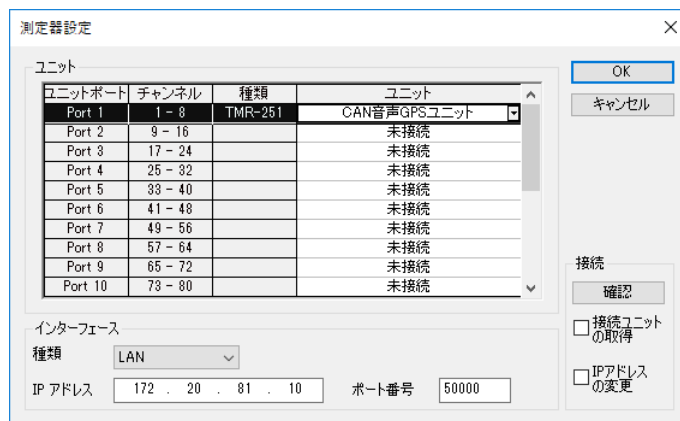 測定器設定
ユニット
ユニットポート チャンネル 種類 ユニット
Port 1 1 - 8 TMR-251 CAN音声GPSユニット
Port 2 9 - 16 未接続
Port 3 17 - 24 未接続
Port 4 25 - 32 未接続
Port 5 33 - 40 未接続
Port 6 41 - 48 未接続
Port 7 49 - 56 未接続
Port 8 57 - 64 未接続
Port 9 65 - 72 未接続
Port 10 73 - 80 未接続
OK
キャンセル
インターフェース
種類 LAN
IP アドレス 172 . 20 . 81 . 10 ポート番号 50000
接続
確認
接続ユニット
の取得
IPアドレス
の変更